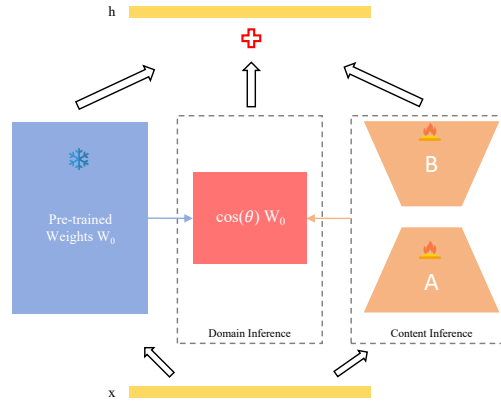 h
Pre-trained
Weights W₀
cos(θ) W₀
B
A
Domain Inference
Content Inference
x